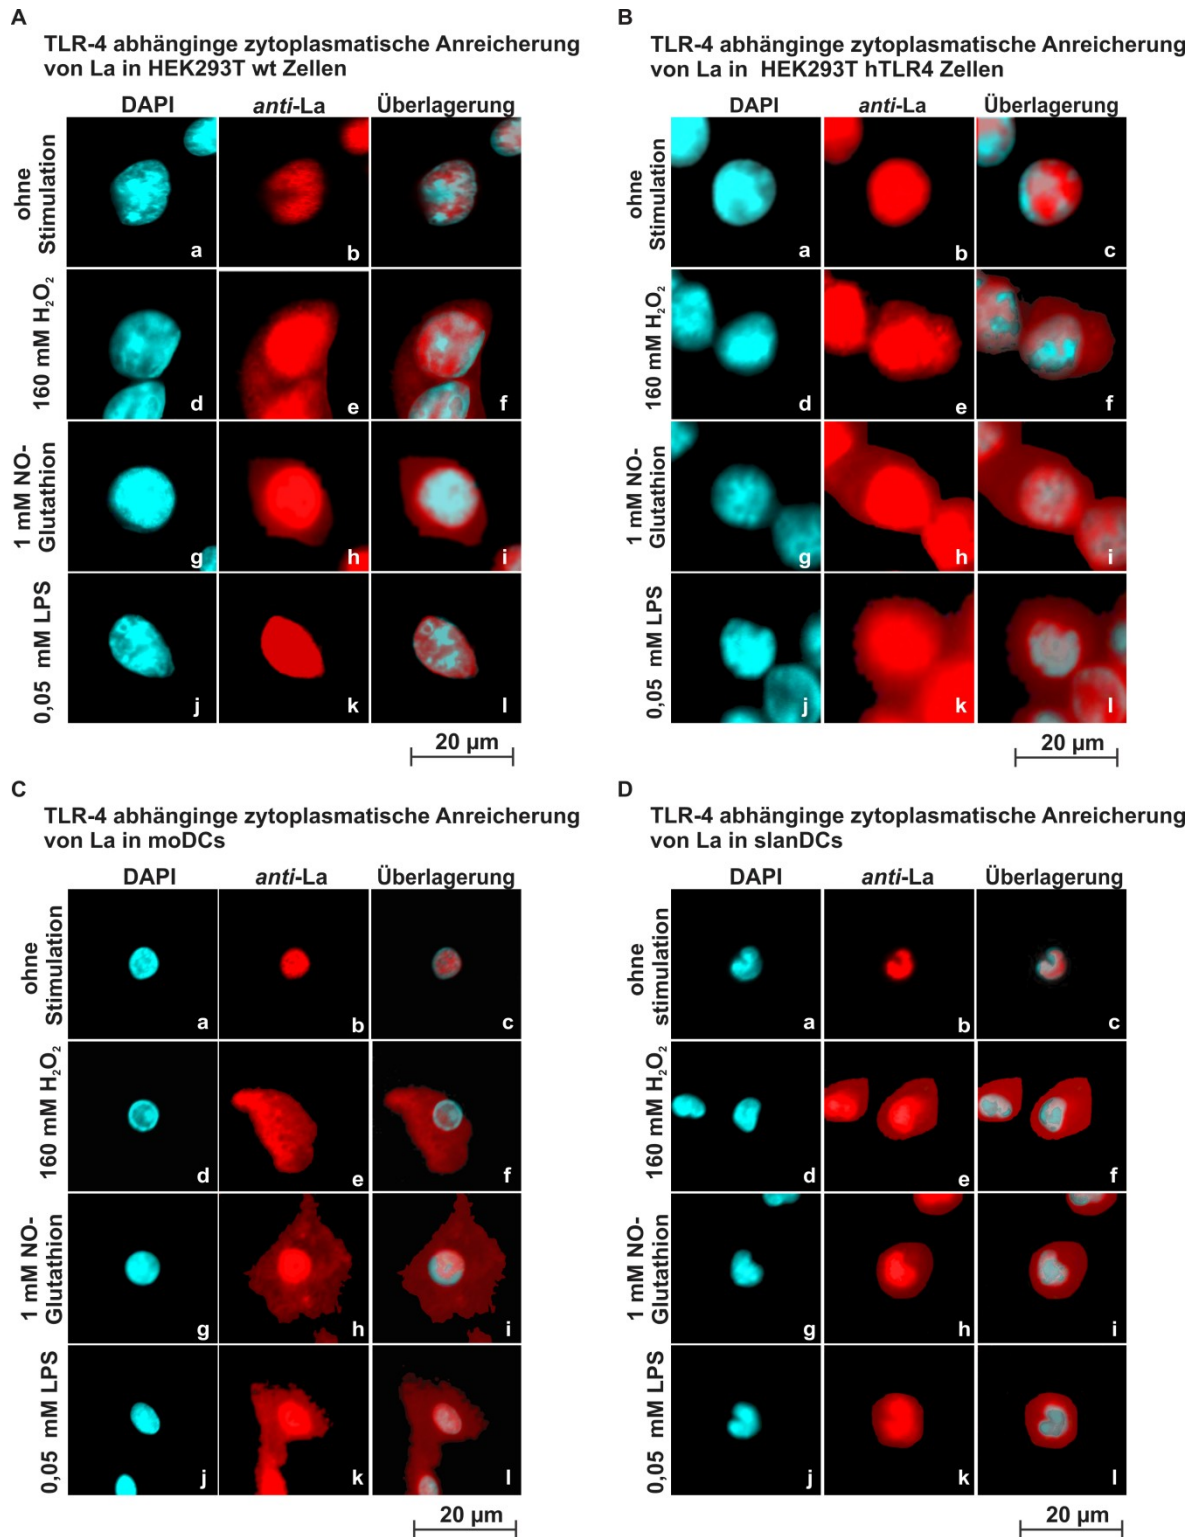 A
TLR-4 abhänginge zytoplasmatische Anreicherung
von La in HEK293T wt Zellen
DAPI anti-La Überlagerung
ohne
Stimulation
a b
160 mM H₂O₂
d e f
1 mM NO-
Glutathion
g h i
0,05 mM LPS
j k l
20 µm
B
TLR-4 abhänginge zytoplasmatische Anreicherung
von La in HEK293T hTLR4 Zellen
DAPI anti-La Überlagerung
ohne
Stimulation
a b c
160 mM H₂O₂
d e f
1 mM NO-
Glutathion
g h i
0,05 mM LPS
j k l
20 µm
C
TLR-4 abhänginge zytoplasmatische Anreicherung
von La in moDCs
DAPI anti-La Überlagerung
ohne
Stimulation
a b c
160 mM H₂O₂
d e f
1 mM NO-
Glutathion
g h i
0,05 mM LPS
j k l
20 µm
D
TLR-4 abhänginge zytoplasmatische Anreicherung
von La in slanDCs
DAPI anti-La Überlagerung
ohne
stimulation
a b c
160 mM H₂O₂
d e f
1 mM NO-
Glutathion
g h i
0,05 mM LPS
j k l
20 µm